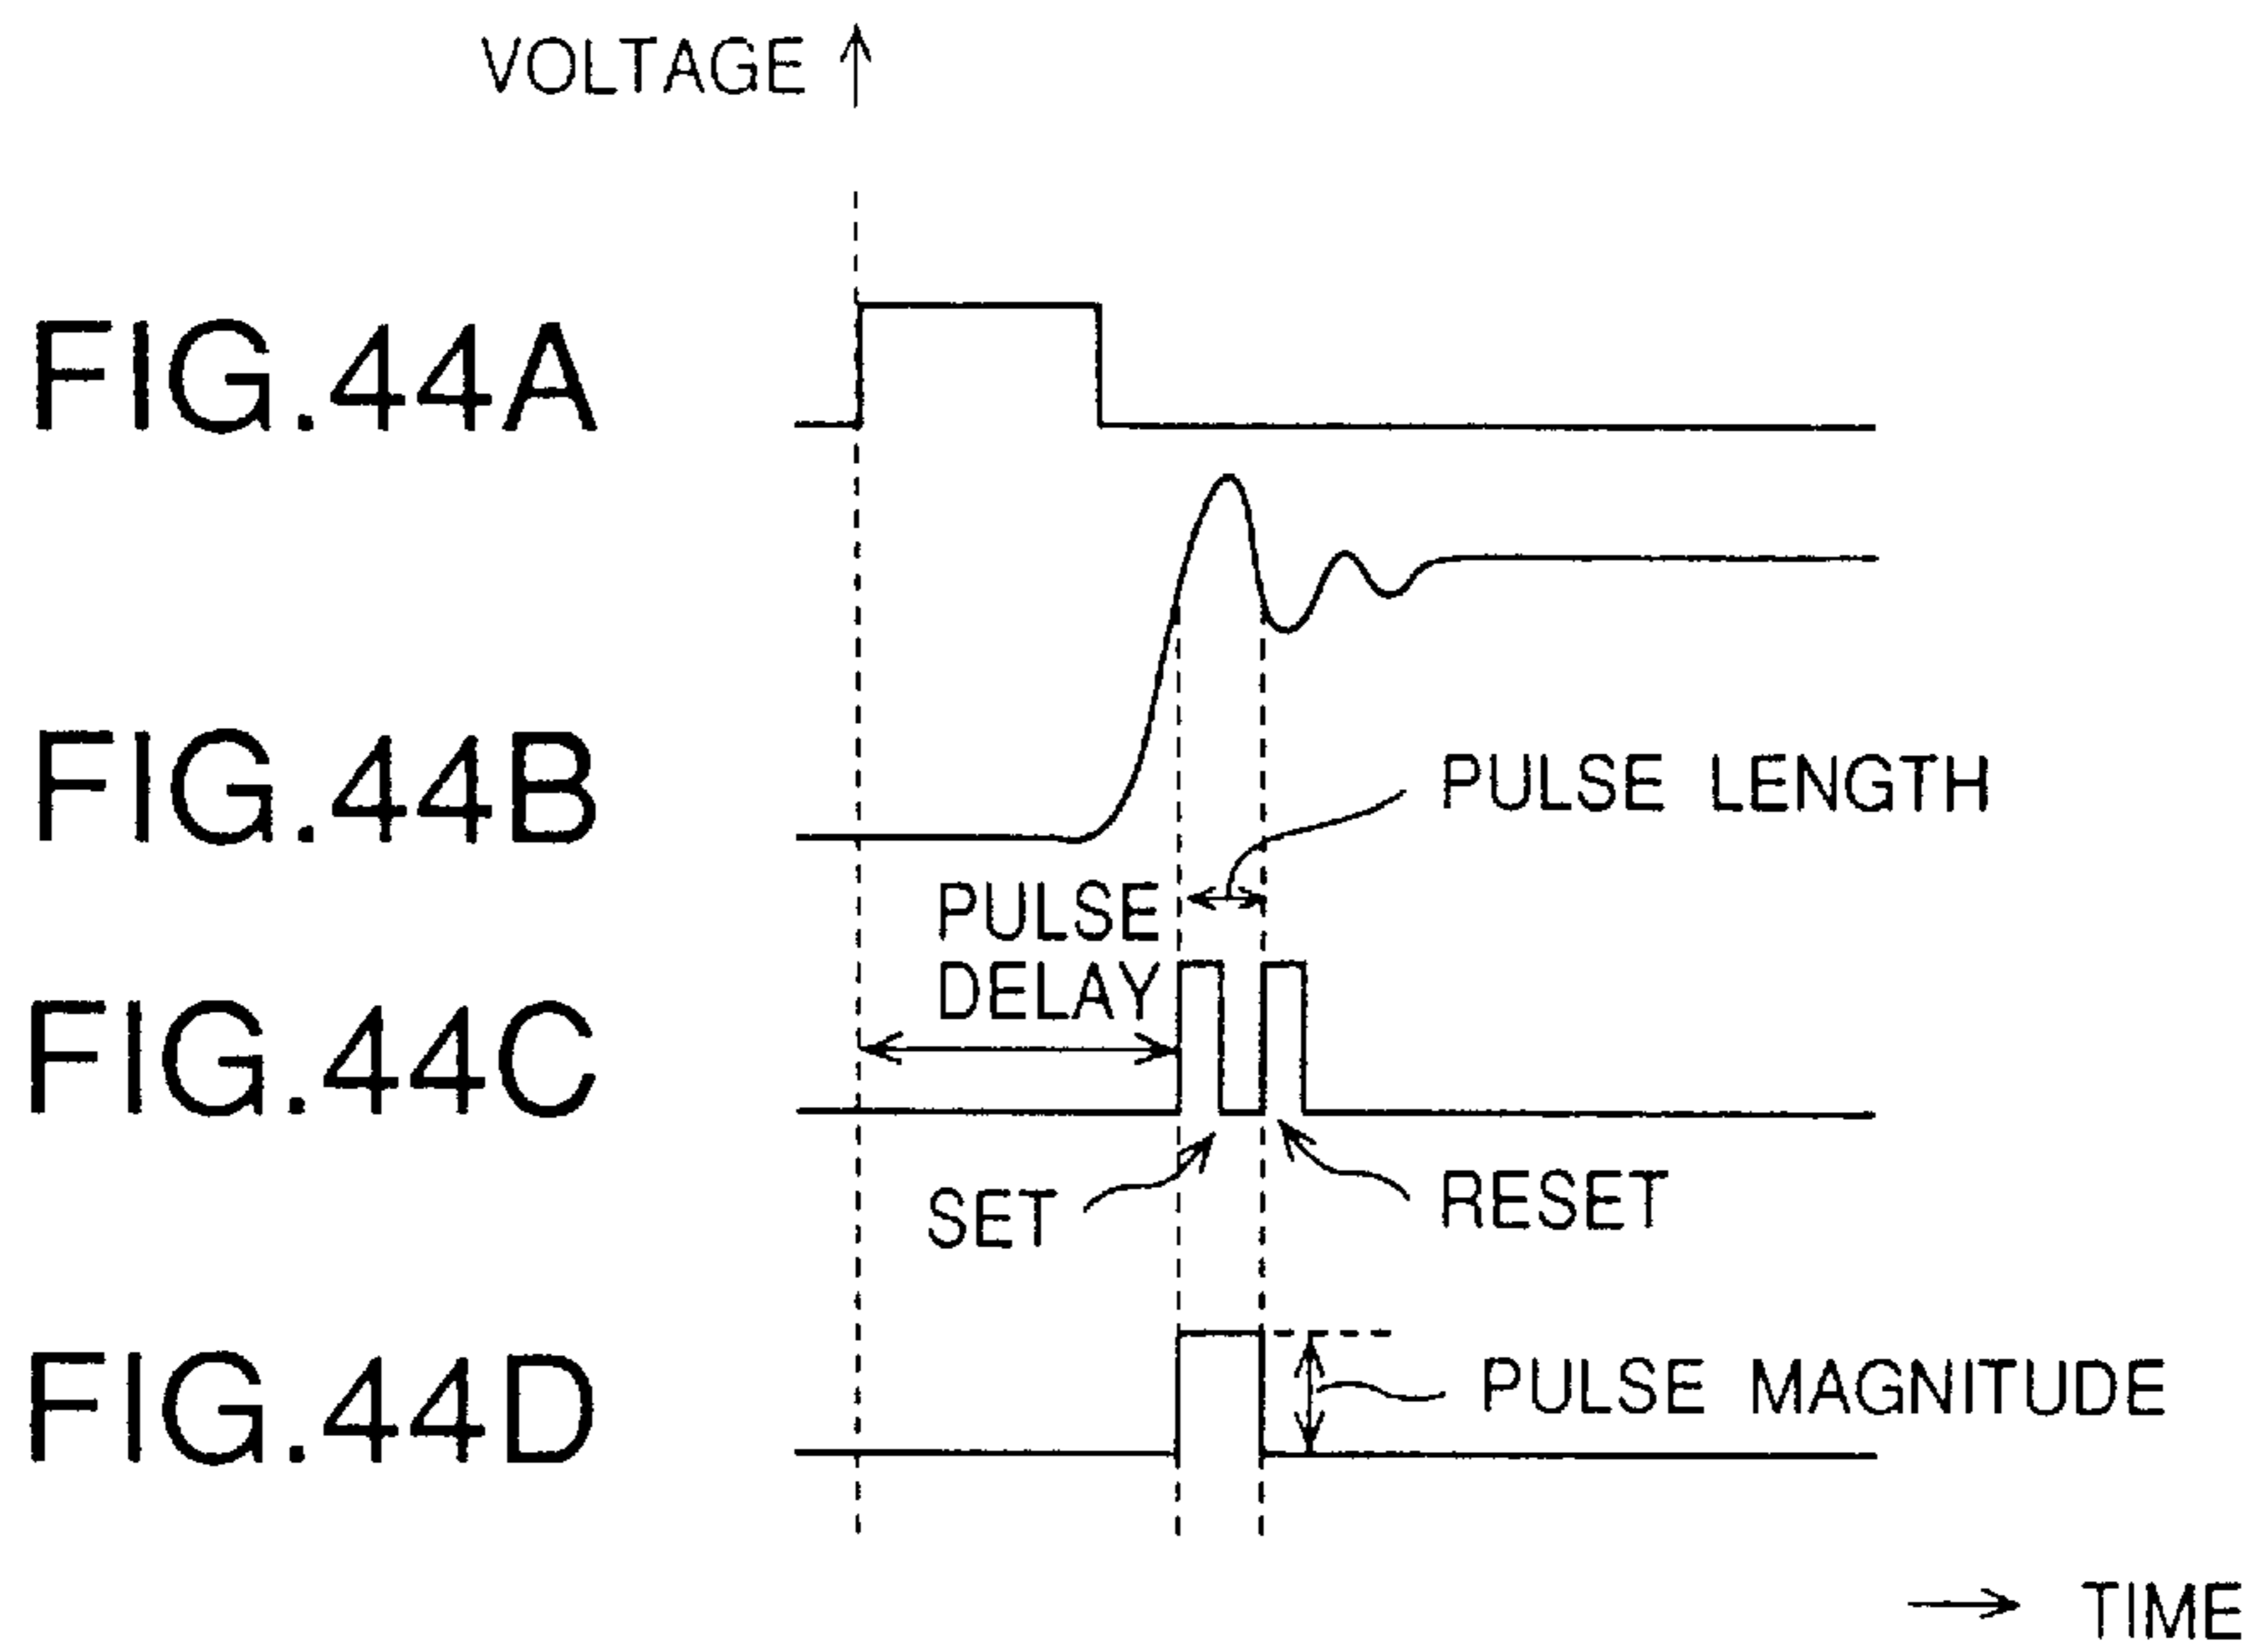 VOLTAGE
FIG.44A
FIG.44B
PULSE LENGTH
PULSE
DELAY
FIG.44C
SET
RESET
FIG.44D
PULSE MAGNITUDE
TIME